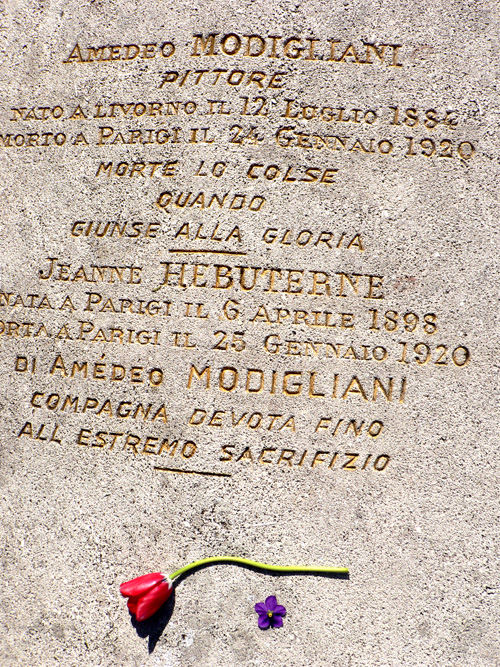 AMEDEO MODIGLIANI
PITTORE
NATO A LIVORNO IL 12 LUGLIO 1884
MORTO A PARIGI IL 24 GENNAIO 1920
MORTE LO COLSE
QUANDO
GIUNSE ALLA GLORIA
JEANNE HEBUTERNE
NATA A PARIGI IL 6 APRILE 1898
ORTA A PARIGI IL 25 GENNAIO 1920
DI AMÉDEO MODIGLIANI
COMPAGNA DEVOTA FINO
ALL ESTREMO SACRIFIZIO